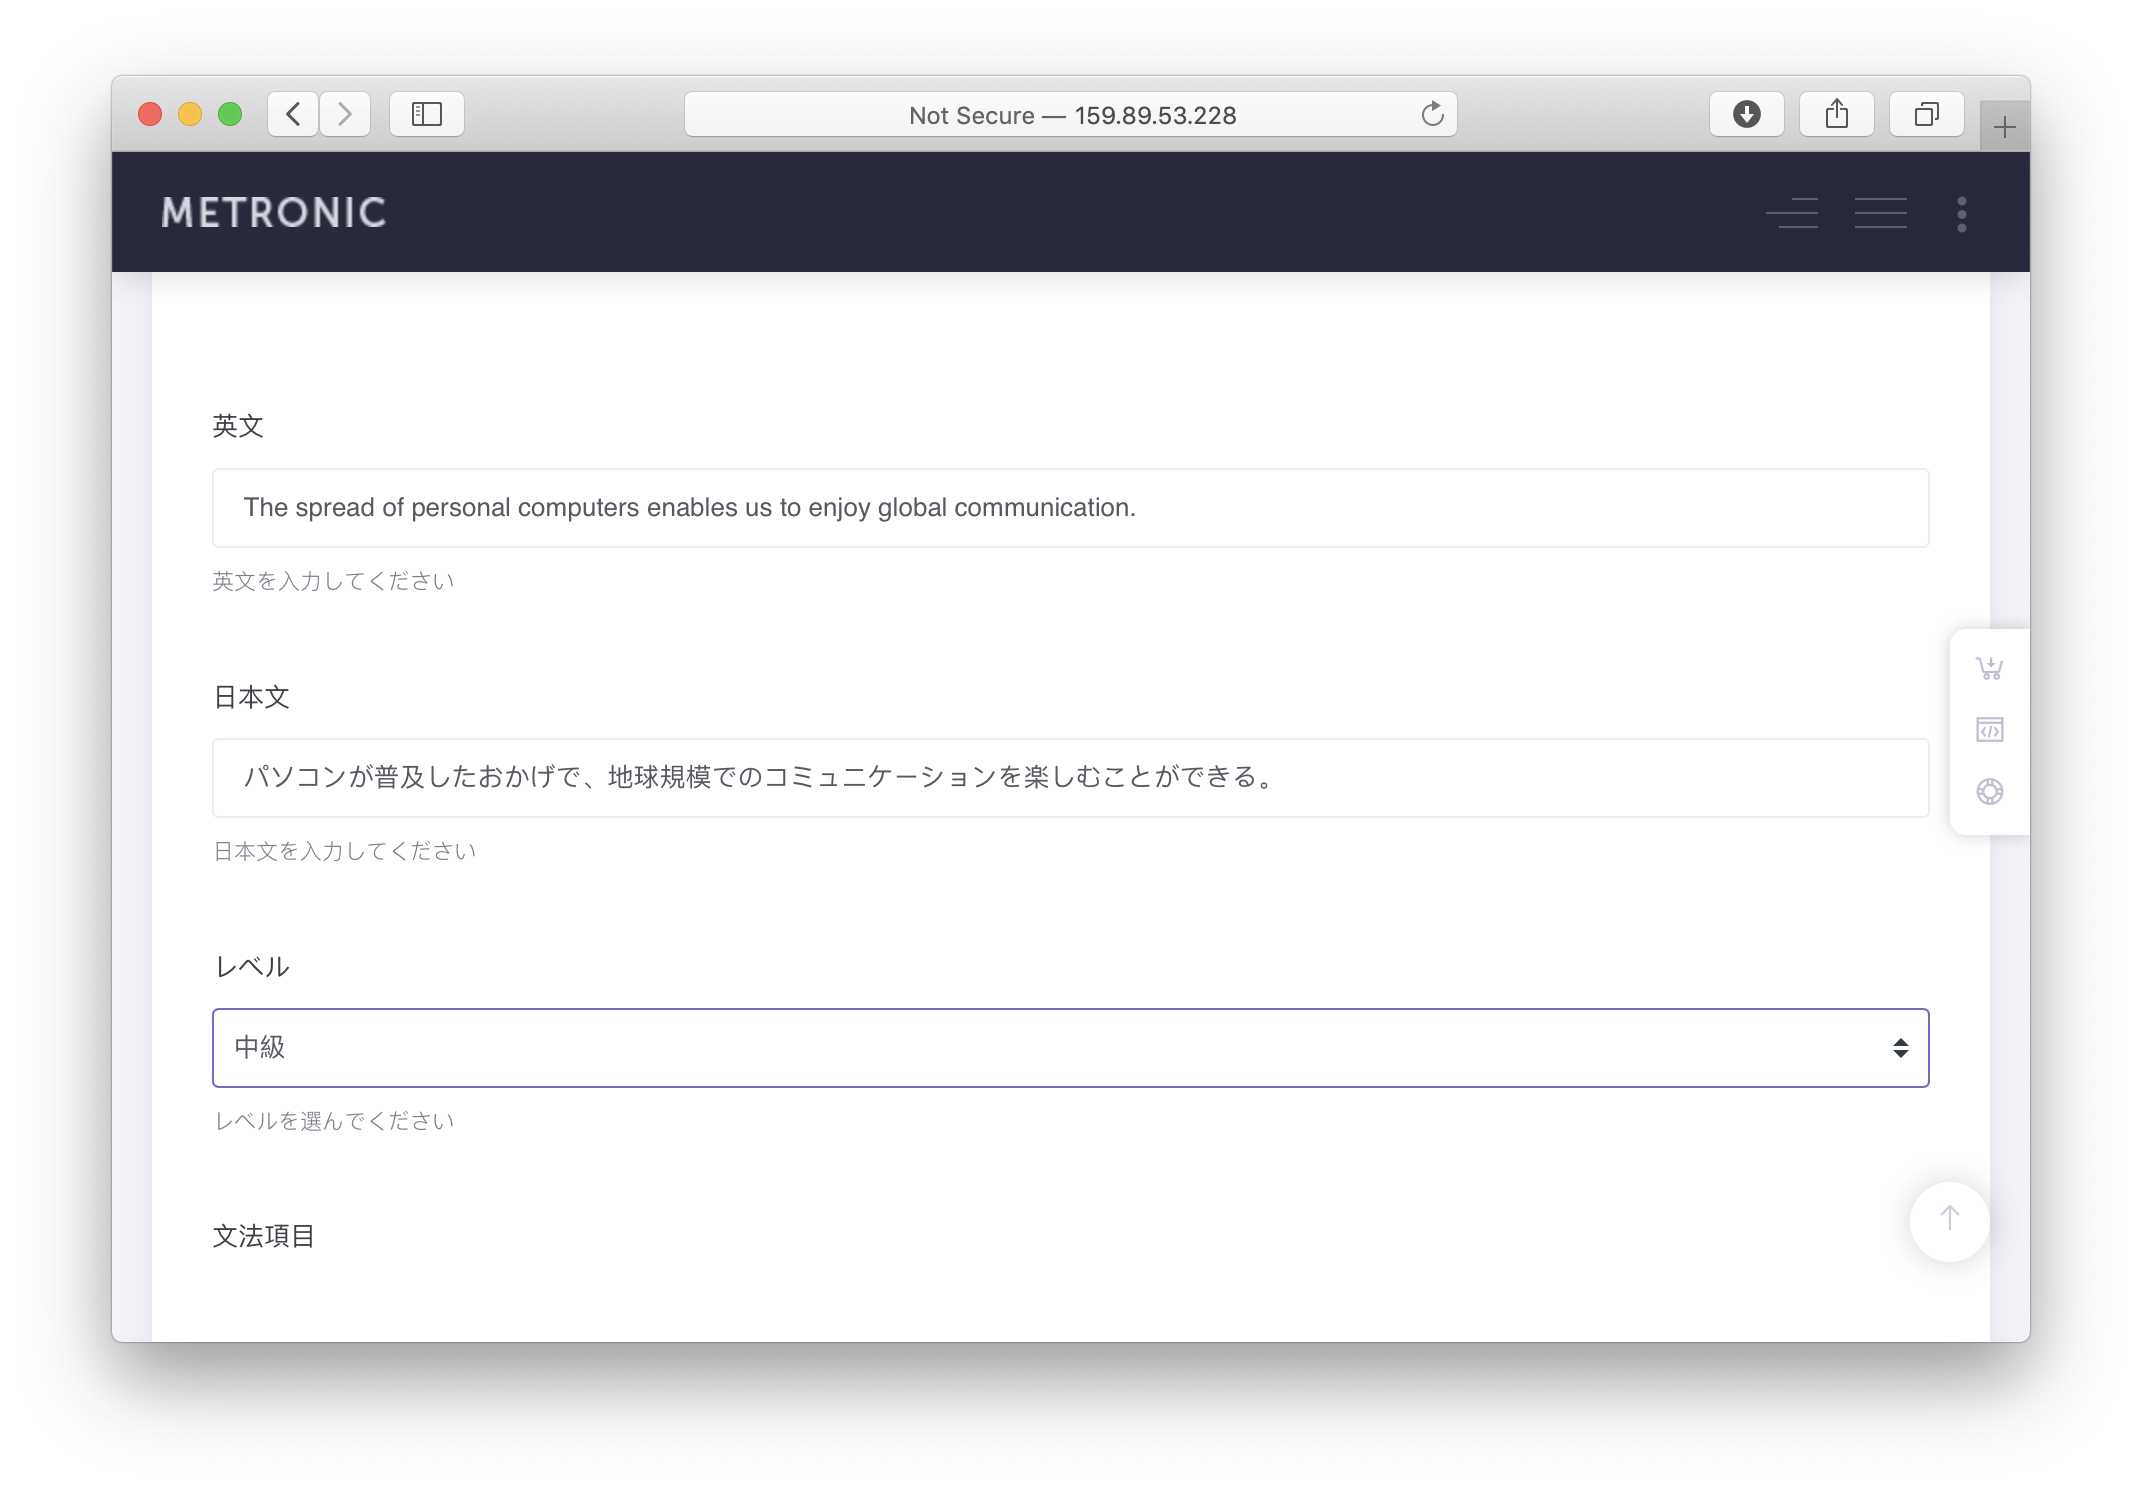 Not Secure — 159.89.53.228
METRONIC
英文
The spread of personal computers enables us to enjoy global communication.
英文を入力してください
日本文
パソコンが普及したおかげで、地球規模でのコミュニケーションを楽しむことができる。
日本文を入力してください
レベル
中級
レベルを選んでください
文法項目